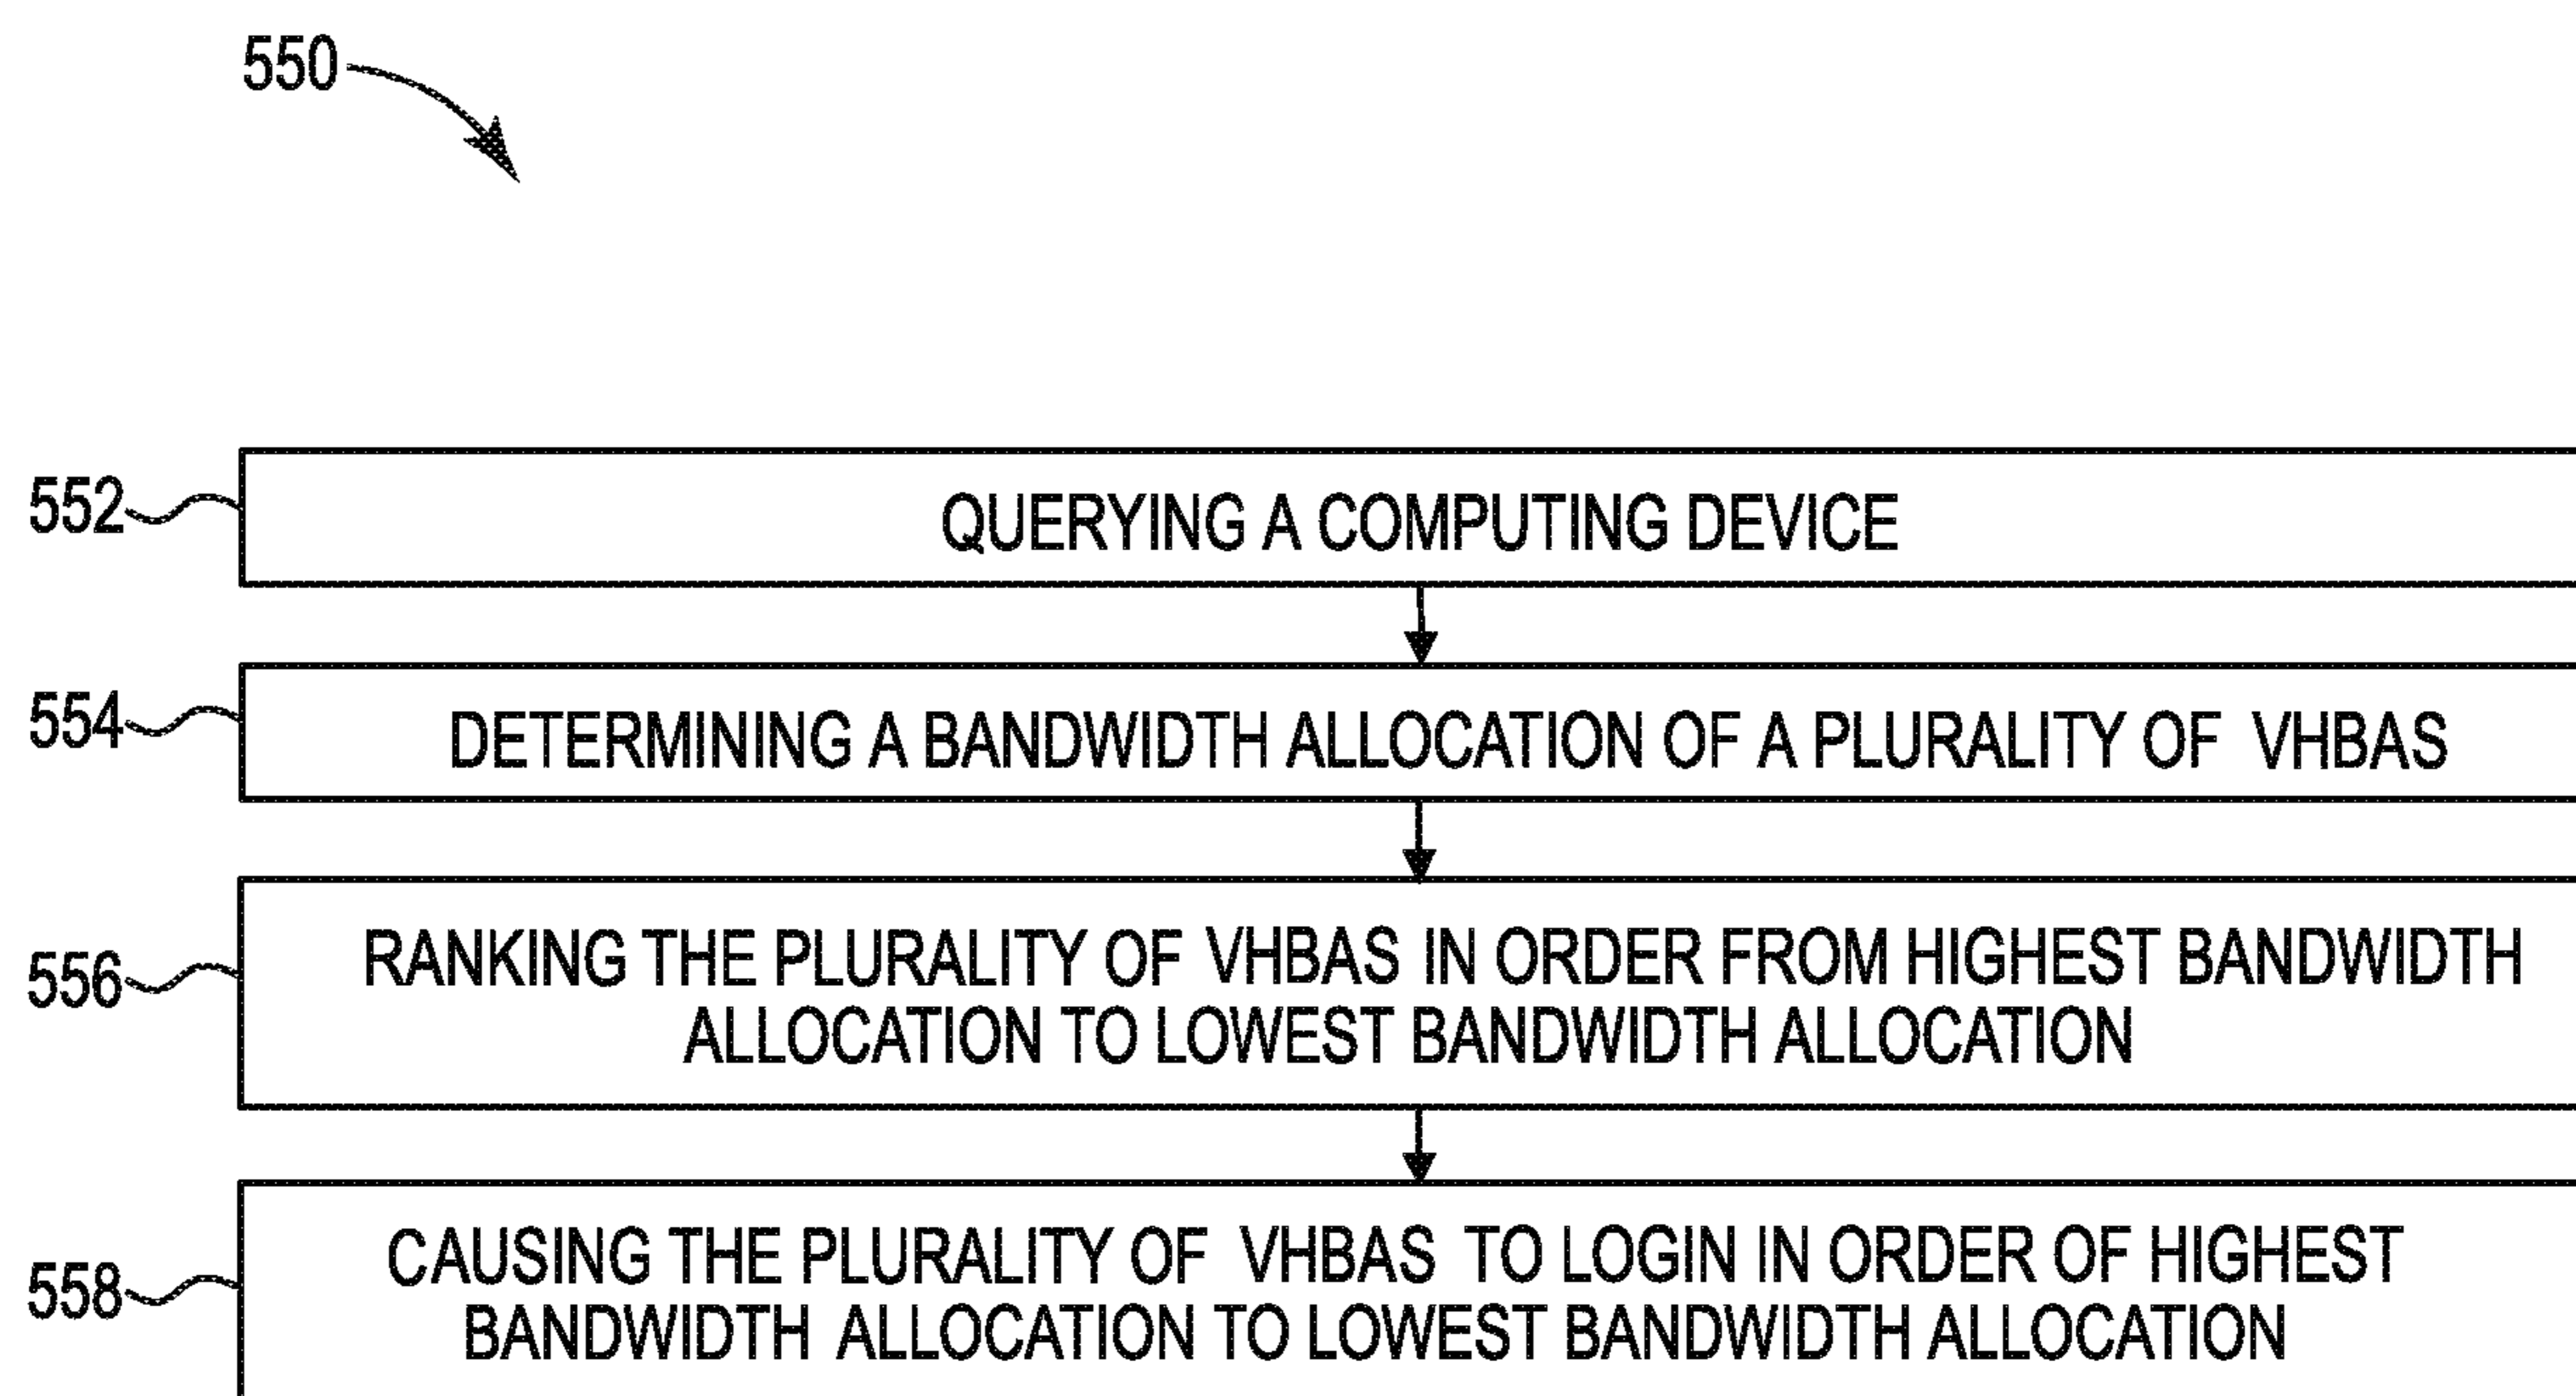 550
552
QUERYING A COMPUTING DEVICE
554
DETERMINING A BANDWIDTH ALLOCATION OF A PLURALITY OF VHBAS
556
RANKING THE PLURALITY OF VHBAS IN ORDER FROM HIGHEST BANDWIDTH
ALLOCATION TO LOWEST BANDWIDTH ALLOCATION
558
CAUSING THE PLURALITY OF VHBAS TO LOGIN IN ORDER OF HIGHEST
BANDWIDTH ALLOCATION TO LOWEST BANDWIDTH ALLOCATION